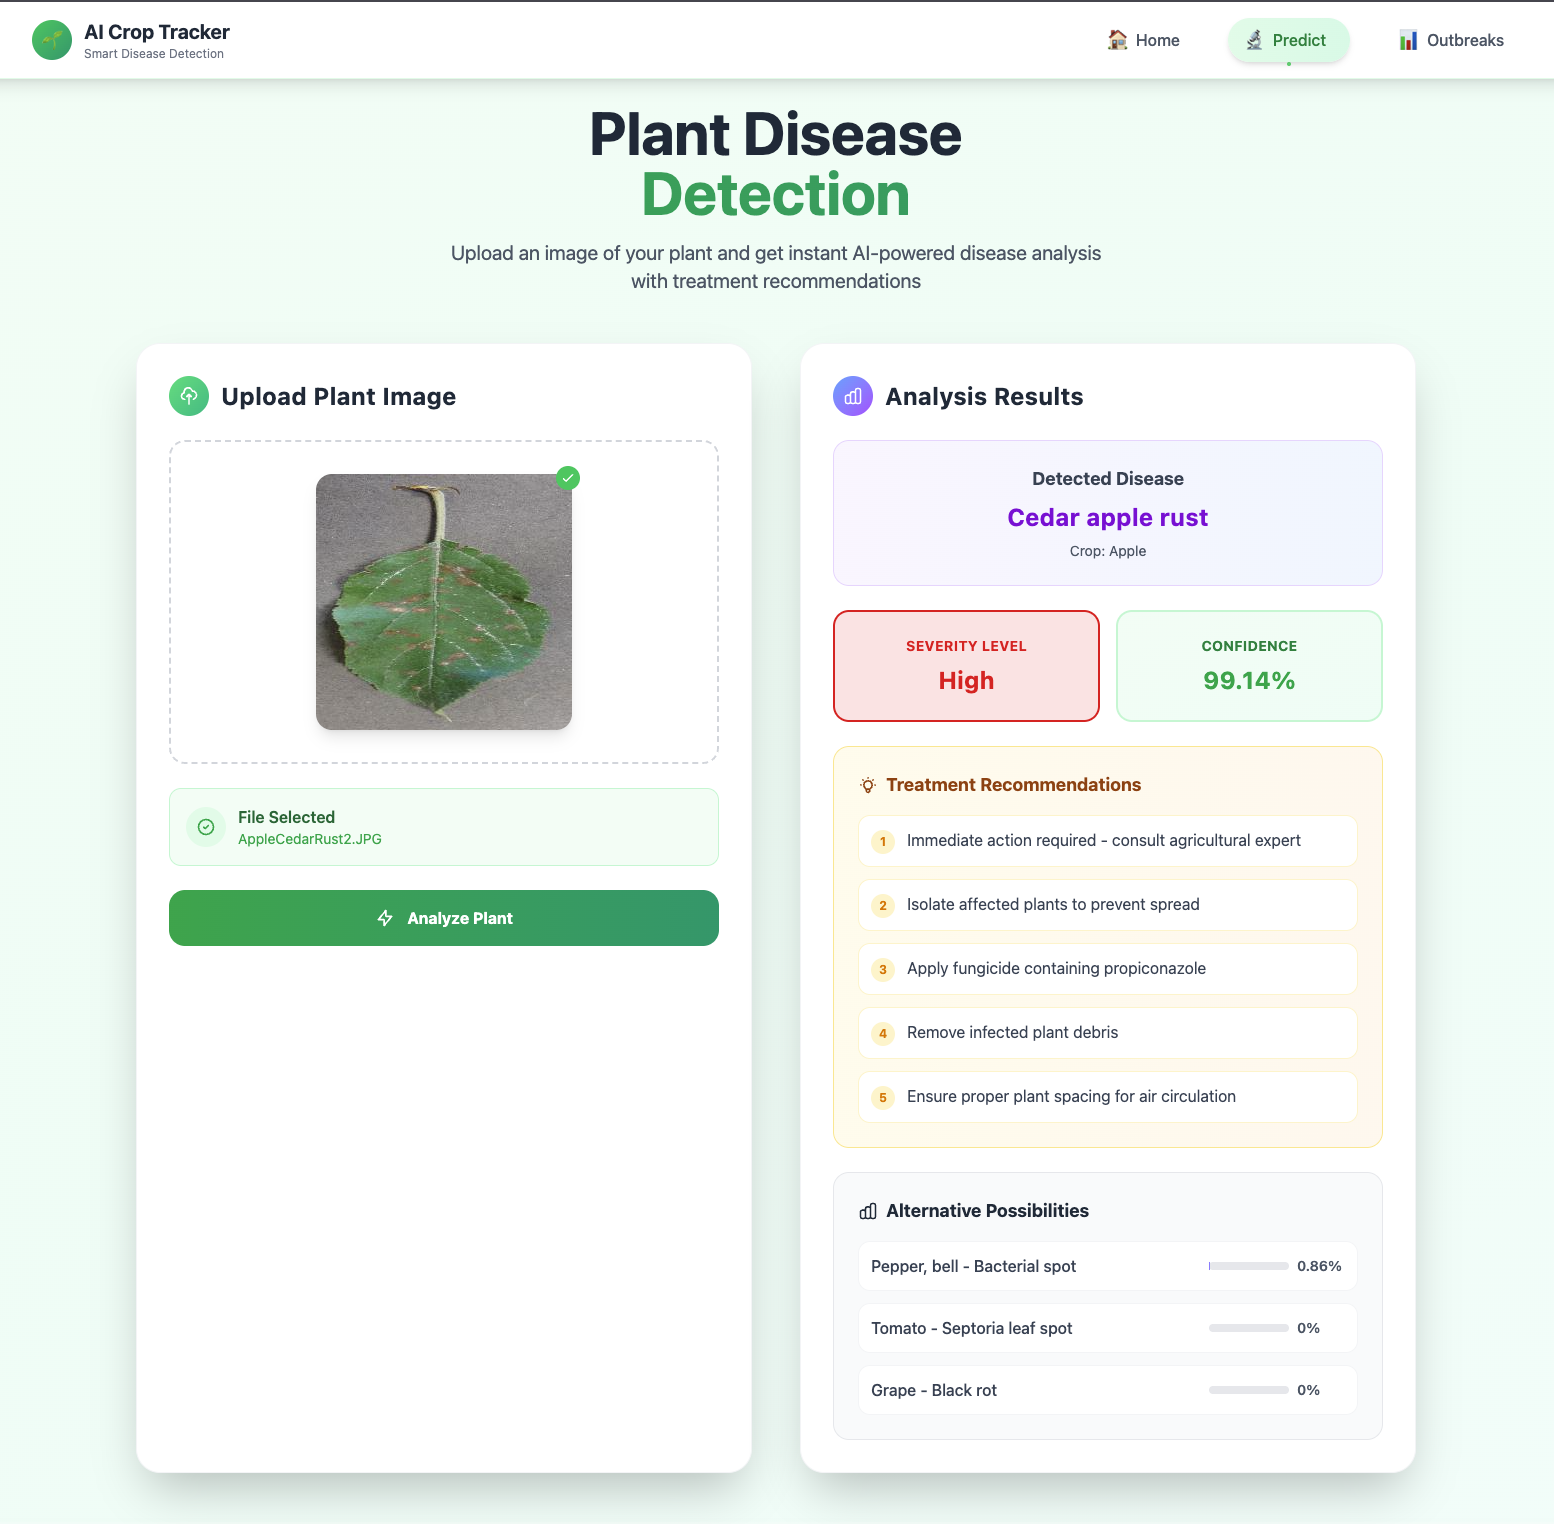 AI Crop Tracker
Smart Disease Detection
Home
Predict
Outbreaks
Plant Disease
Detection
Upload an image of your plant and get instant AI-powered disease analysis
with treatment recommendations
Upload Plant Image
File Selected
AppleCedarRust2.JPG
Analyze Plant
Analysis Results
Detected Disease
Cedar apple rust
Crop: Apple
SEVERITY LEVEL
High
CONFIDENCE
99.14%
Treatment Recommendations
1 Immediate action required - consult agricultural expert
2 Isolate affected plants to prevent spread
3 Apply fungicide containing propiconazole
4 Remove infected plant debris
5 Ensure proper plant spacing for air circulation
Alternative Possibilities
Pepper, bell - Bacterial spot 0.86%
Tomato - Septoria leaf spot 0%
Grape - Black rot 0%